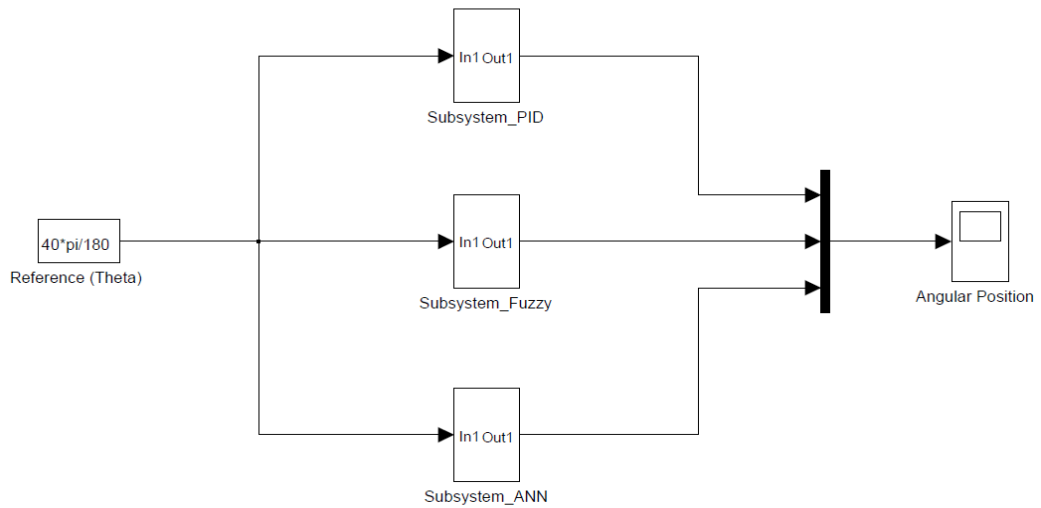 In1 Out1
Subsystem_PID
40*pi/180
Reference (Theta)
In1 Out1
Subsystem_Fuzzy
Angular Position
In1 Out1
Subsystem_ANN